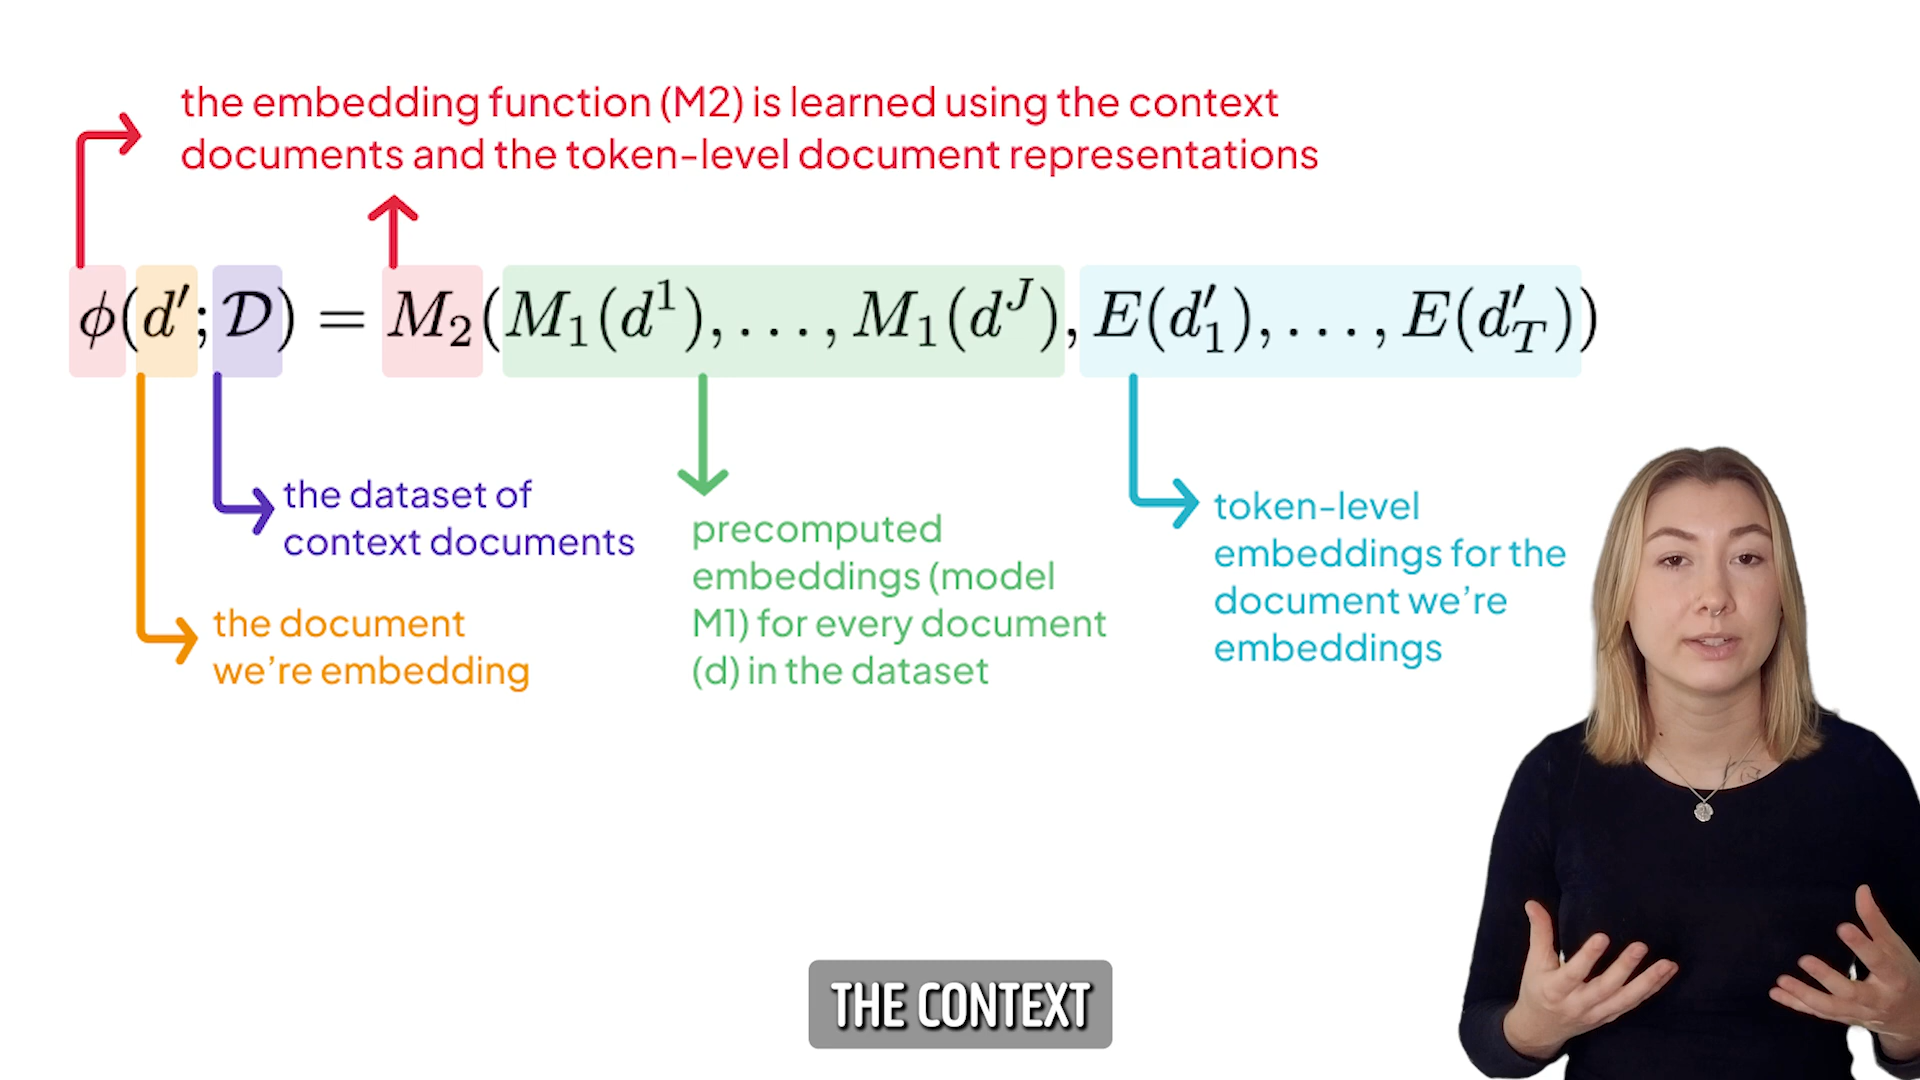 the embedding function (M2) is learned using the context
documents and the token-level document representations
ϕ(d′;𝒟) = M₂(M₁(d¹), . . . , M₁(dᴶ), E(d′₁), . . . , E(d′_T))
the dataset of
context documents
the document
we're embedding
precomputed
embeddings (model
M1) for every document
(d) in the dataset
token-level
embeddings for the
document we're
embeddings
THE CONTEXT